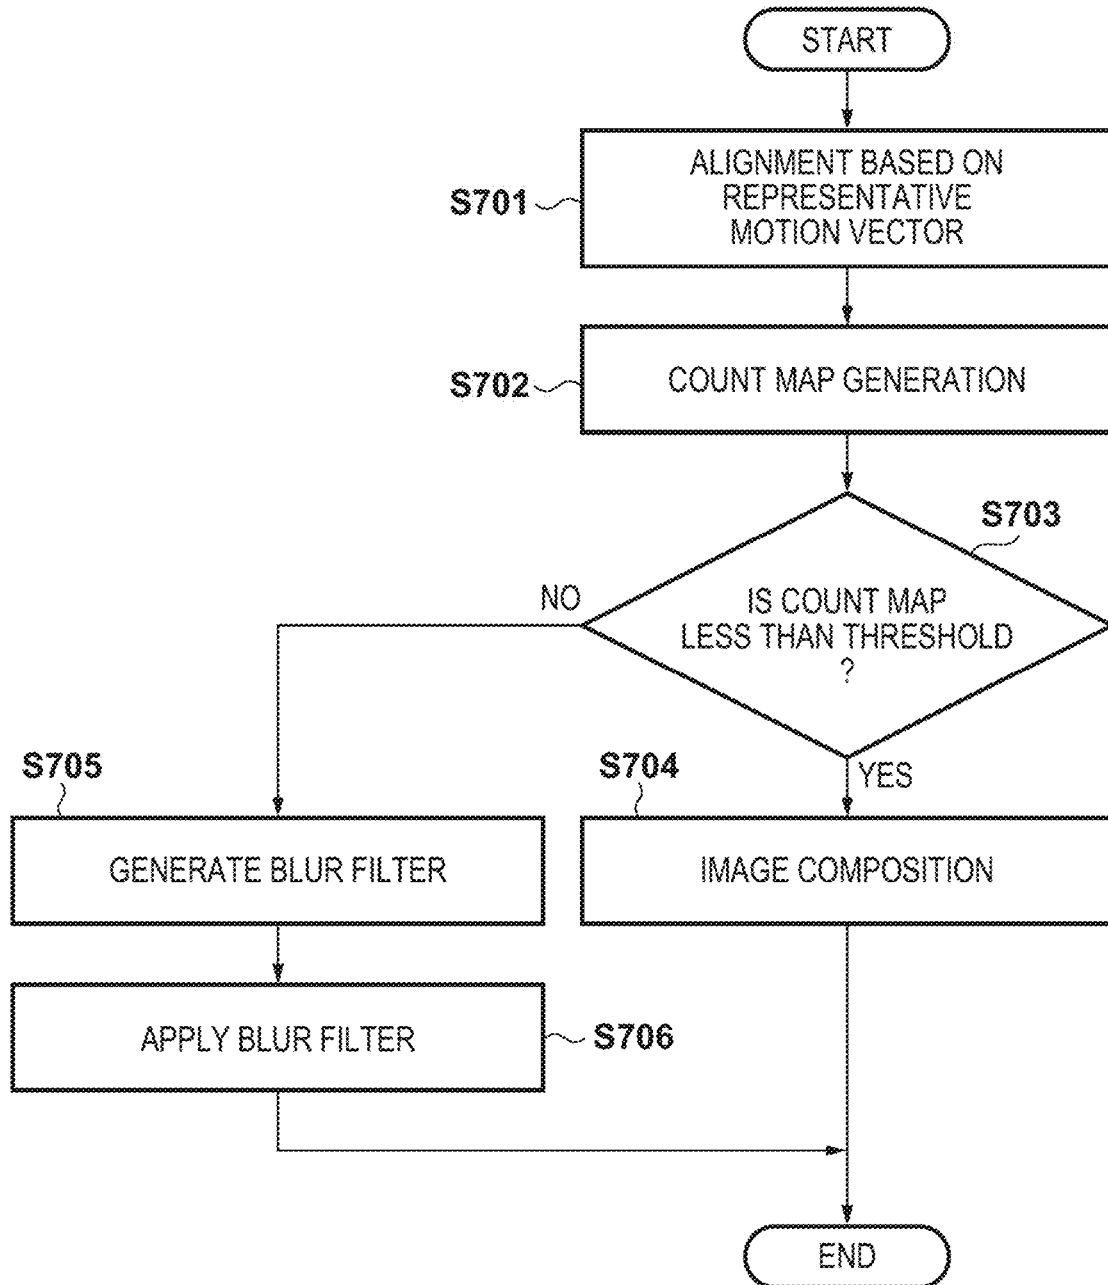 START
ALIGNMENT BASED ON
REPRESENTATIVE
MOTION VECTOR
S701
COUNT MAP GENERATION
S702
S703
IS COUNT MAP
LESS THAN THRESHOLD
?
NO
YES
S705
S704
GENERATE BLUR FILTER
IMAGE COMPOSITION
APPLY BLUR FILTER
S706
END